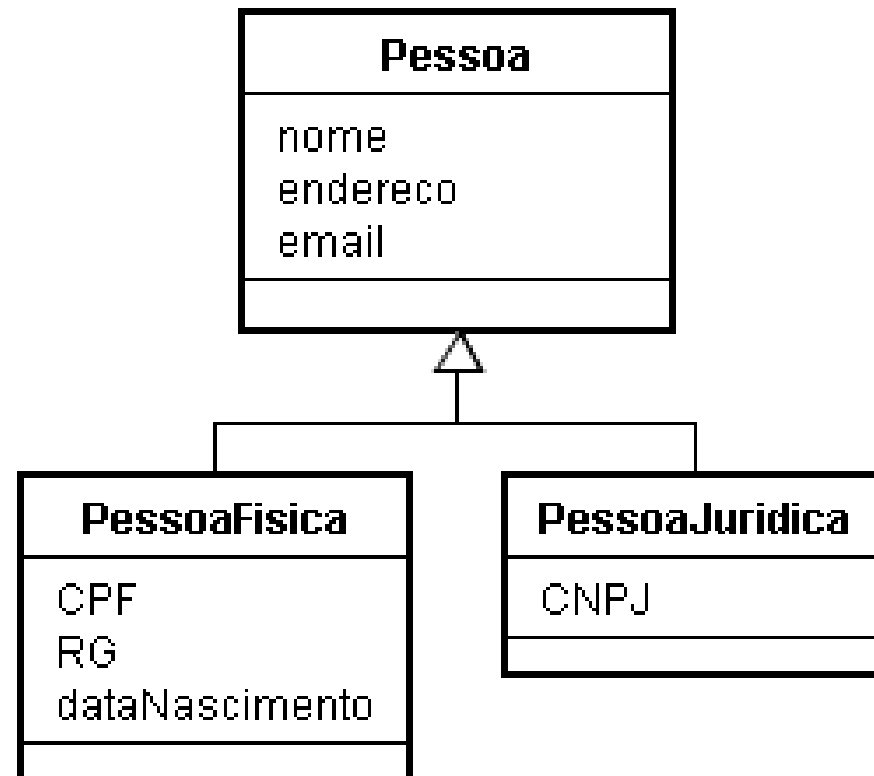 Pessoa
nome
endereco
email
PessoaFisica
CPF
RG
dataNascimento
PessoaJuridica
CNPJ